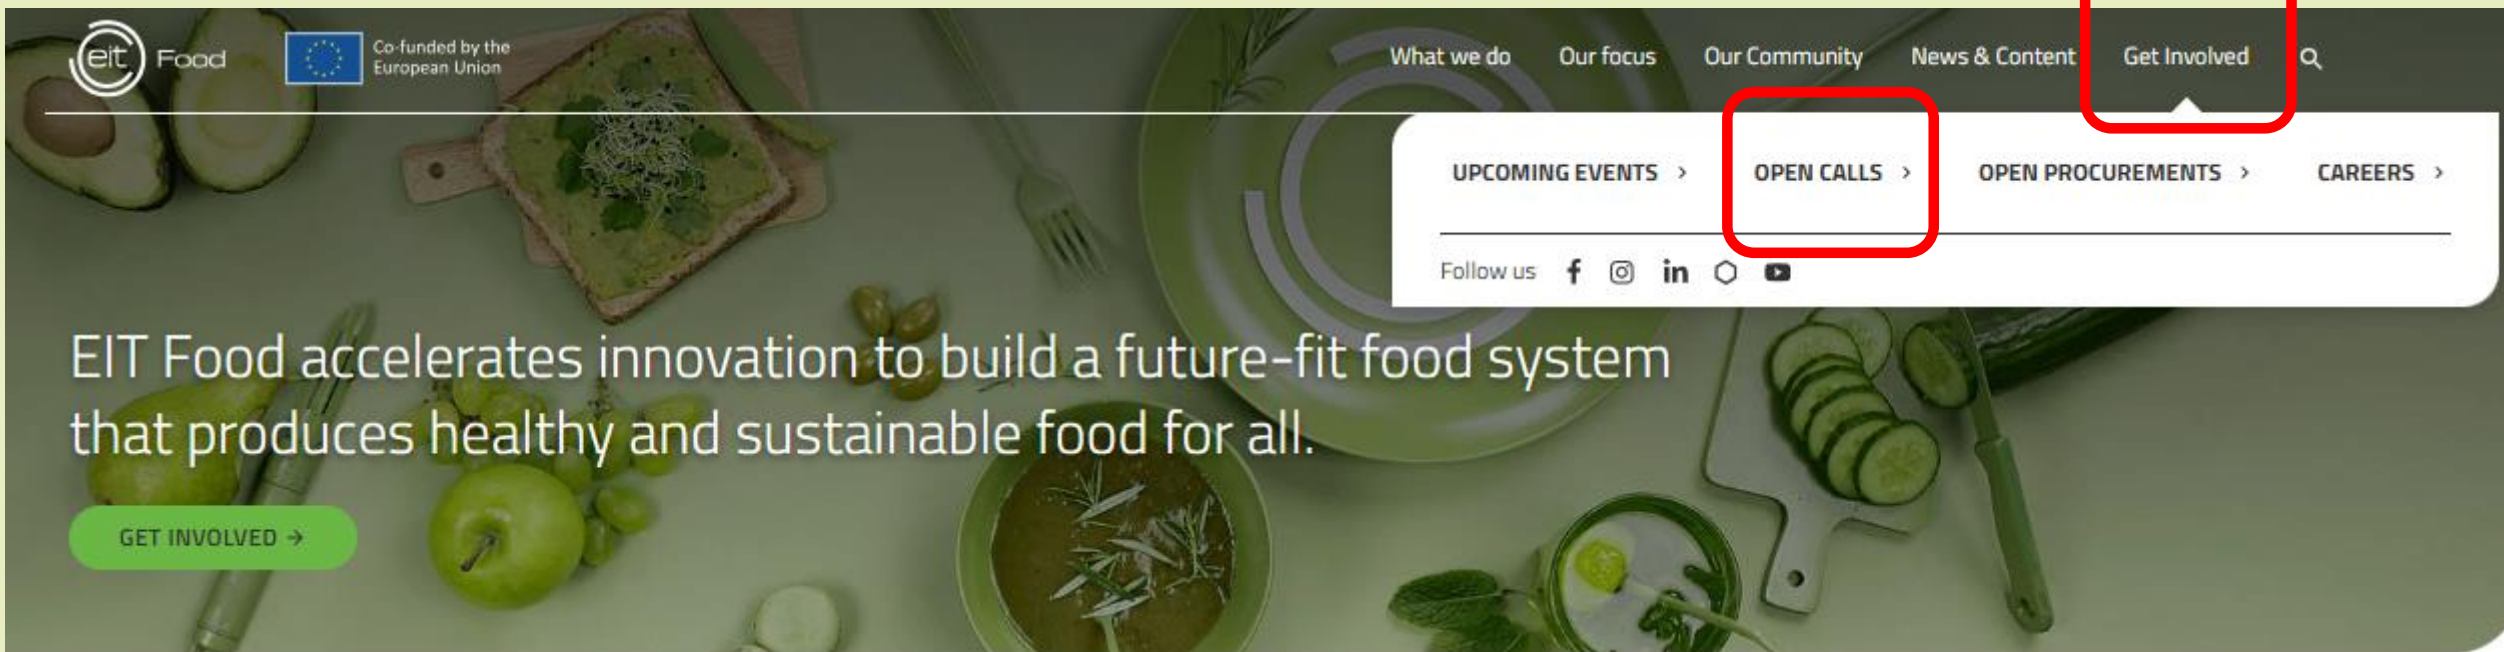 eit Food
Co-funded by the
European Union
What we do Our focus Our Community News & Content Get Involved
UPCOMING EVENTS > OPEN CALLS > OPEN PROCUREMENTS > CAREERS >
Follow us f in
EIT Food accelerates innovation to build a future-fit food system
that produces healthy and sustainable food for all.
GET INVOLVED →